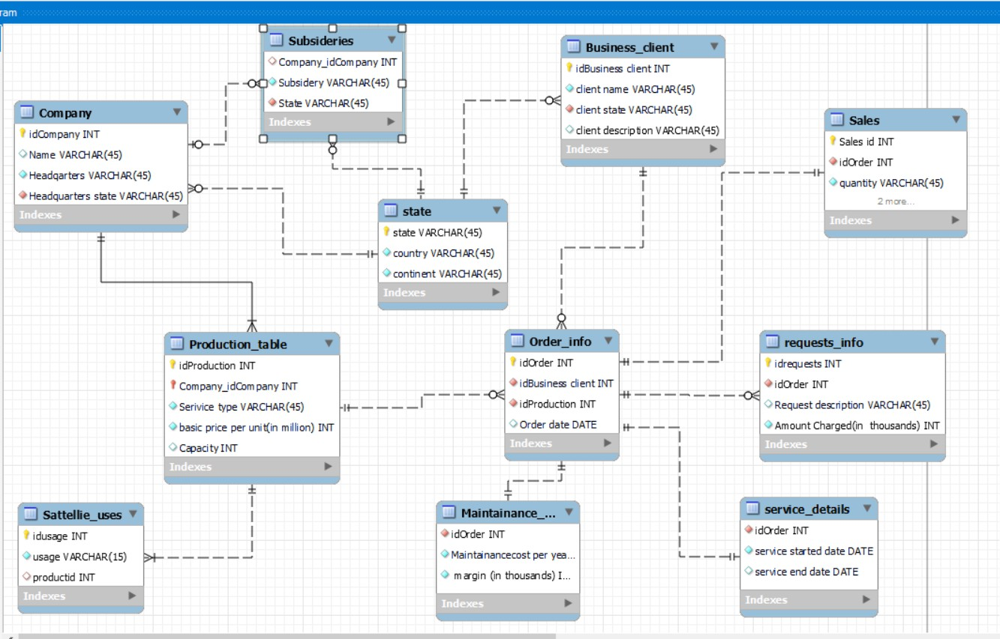 ram
Subsideries
Company_idCompany INT
Subsidery VARCHAR(45)
State VARCHAR(45)
Indexes
Business_client
idBusiness client INT
client name VARCHAR(45)
client state VARCHAR(45)
client description VARCHAR(45)
Indexes
Company
idCompany INT
Name VARCHAR(45)
Headqarters VARCHAR(45)
Headquarters state VARCHAR(45)
Indexes
Sales
Sales id INT
idOrder INT
quantity VARCHAR(45)
2 more...
Indexes
state
state VARCHAR(45)
country VARCHAR(45)
continent VARCHAR(45)
Indexes
Production_table
idProduction INT
Company_idCompany INT
Serivice type VARCHAR(45)
basic price per unit(in million) INT
Capacity INT
Indexes
Order_info
idOrder INT
idBusiness client INT
idProduction INT
Order date DATE
Indexes
requests_info
idrequests INT
idOrder INT
Request description VARCHAR(45)
Amount Charged(in thousands) INT
Indexes
Sattellie_uses
idusage INT
usage VARCHAR(15)
productid INT
Indexes
Maintainance_...
idOrder INT
Maintainancecost per yea...
margin (in thousands) I...
Indexes
service_details
idOrder INT
service started date DATE
service end date DATE
Indexes